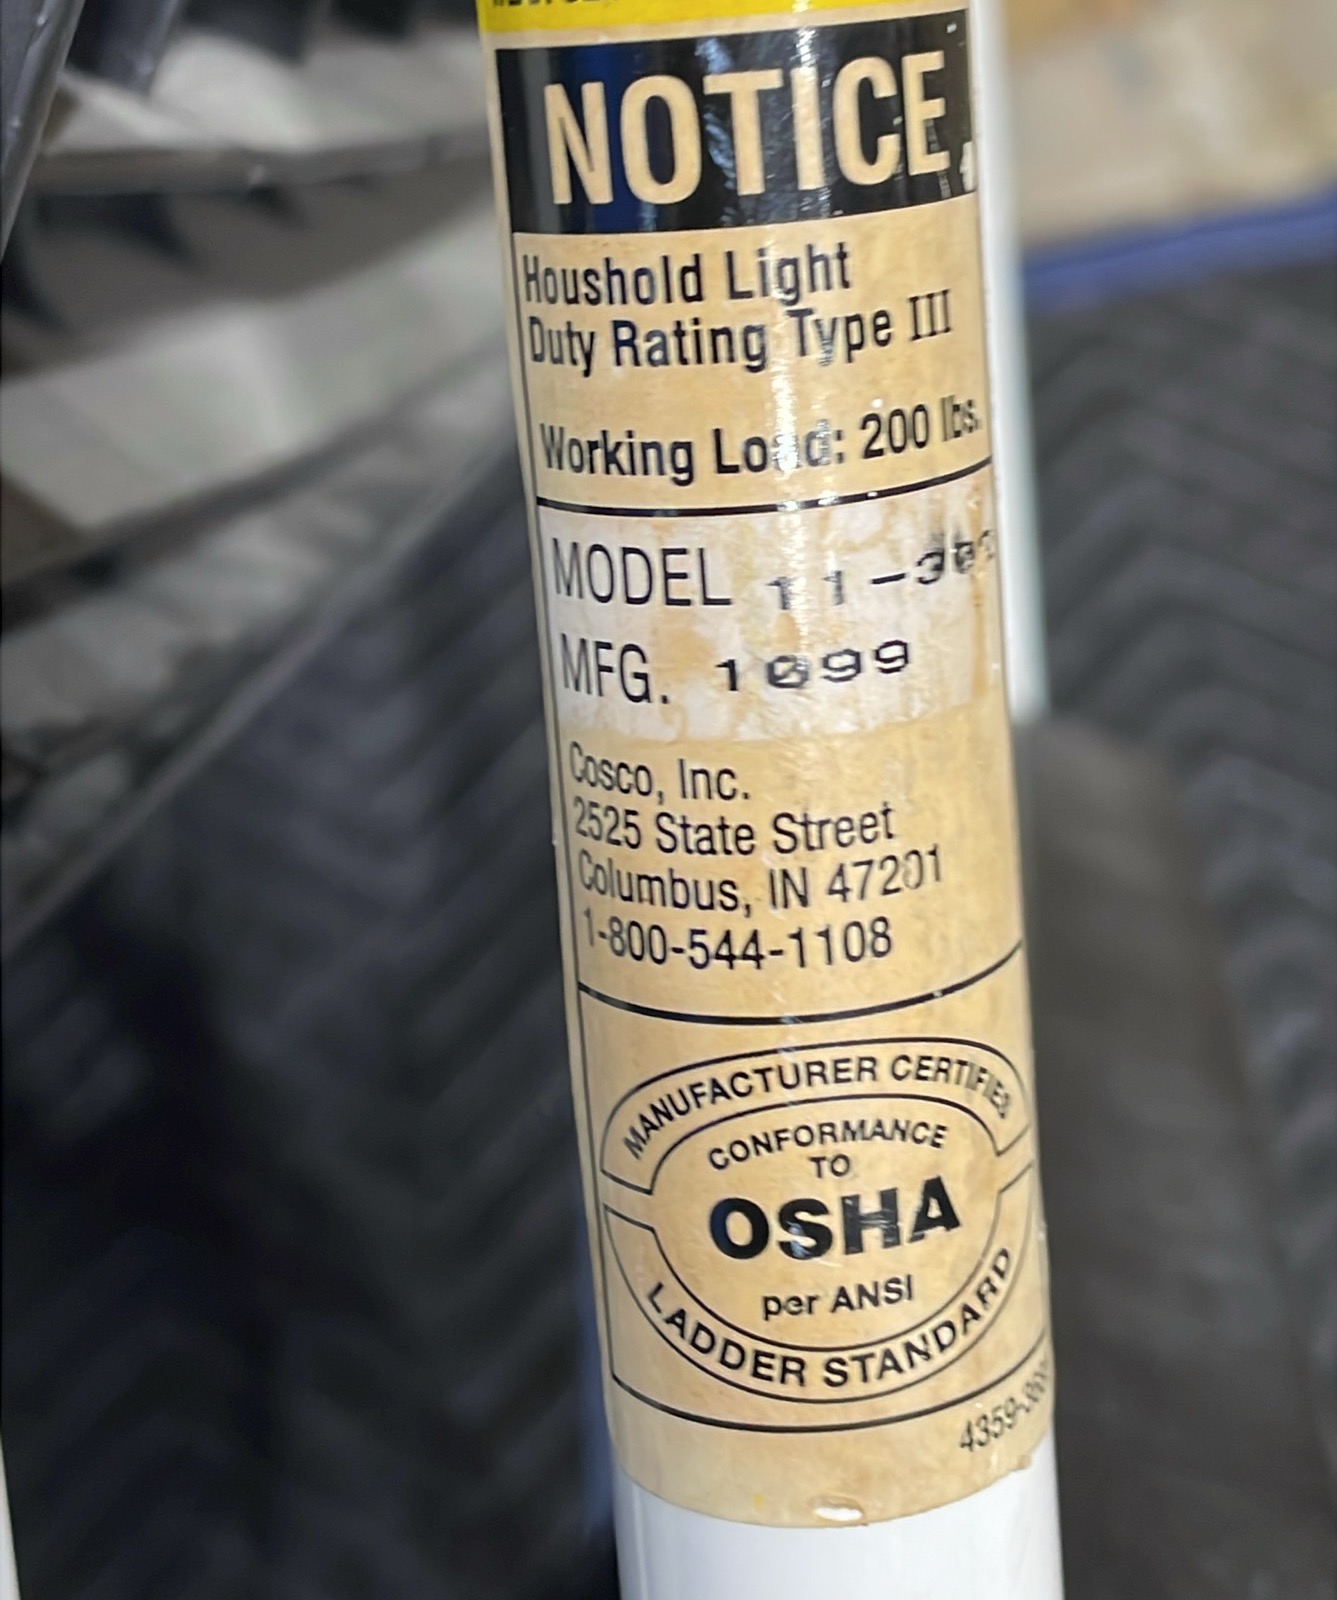 NOTICE
Houshold Light
Duty Rating Type III
Working Load: 200 lbs.
MODEL
MFG. 1099
Cosco, Inc.
2525 State Street
Columbus, IN 47201
1-800-544-1108
MANUFACTURER CERTIFIES
CONFORMANCE
TO
OSHA
per ANSI
LADDER STANDARD